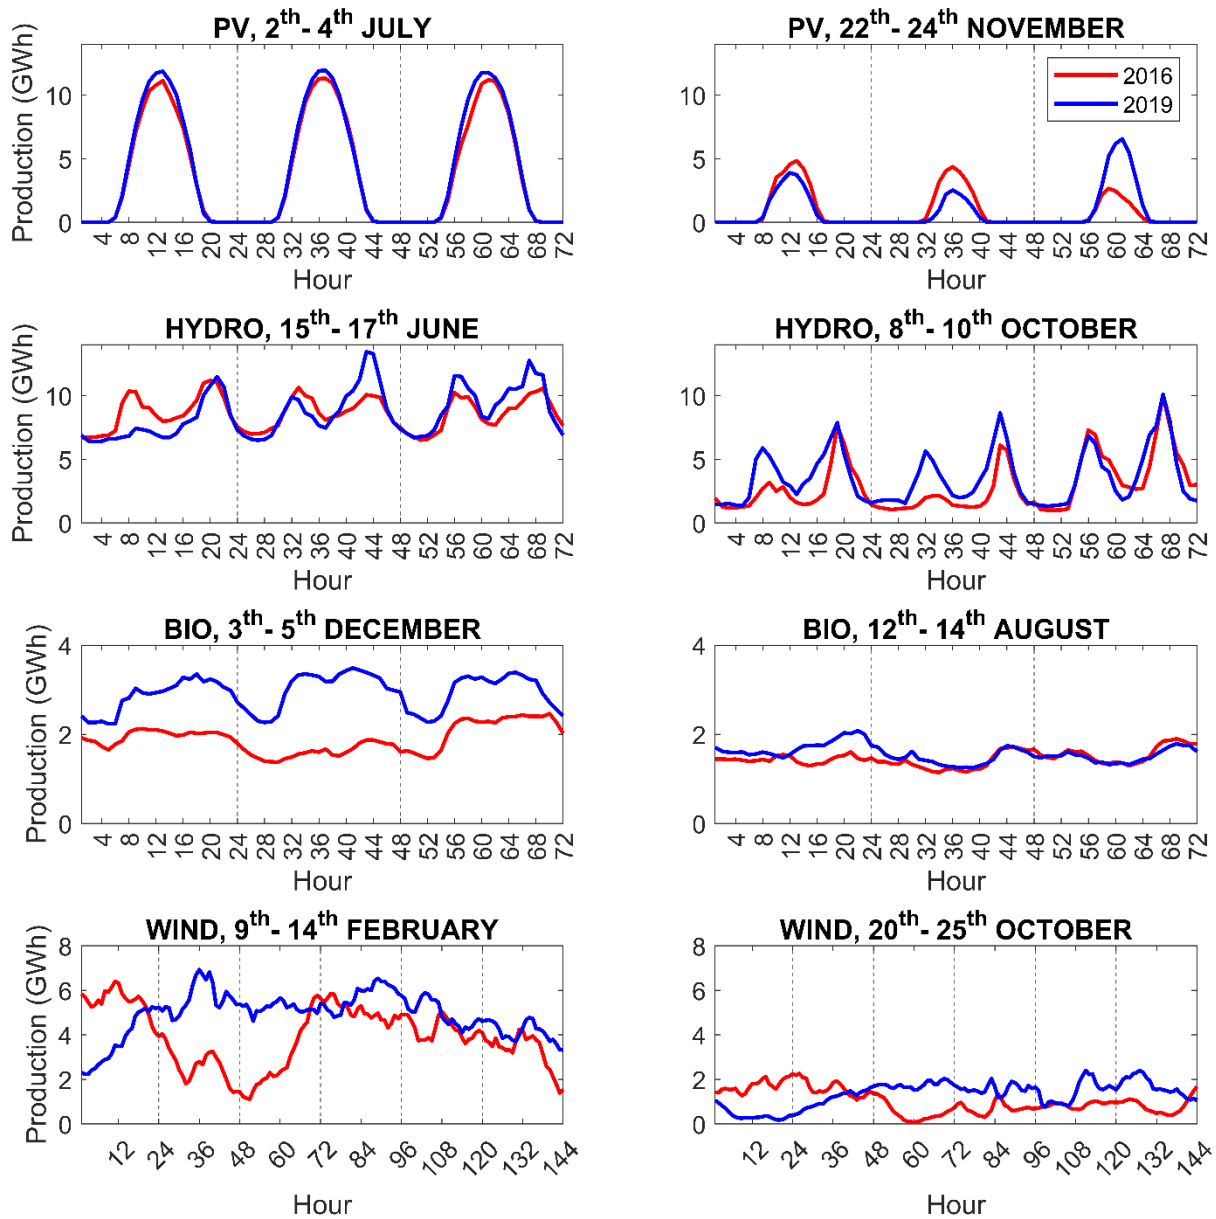 PV, 2th- 4th JULY
Production (GWh)
10
5
0
4 8 12 16 20 24 28 32 36 40 44 48 52 56 60 64 68 72
Hour
PV, 22th- 24th NOVEMBER
2016
2019
10
5
0
4 8 12 16 20 24 28 32 36 40 44 48 52 56 60 64 68 72
Hour
HYDRO, 15th- 17th JUNE
Production (GWh)
10
5
0
4 8 12 16 20 24 28 32 36 40 44 48 52 56 60 64 68 72
Hour
HYDRO, 8th- 10th OCTOBER
10
5
0
4 8 12 16 20 24 28 32 36 40 44 48 52 56 60 64 68 72
Hour
BIO, 3th- 5th DECEMBER
Production (GWh)
4
2
0
4 8 12 16 20 24 28 32 36 40 44 48 52 56 60 64 68 72
Hour
BIO, 12th- 14th AUGUST
4
2
0
4 8 12 16 20 24 28 32 36 40 44 48 52 56 60 64 68 72
Hour
WIND, 9th- 14th FEBRUARY
Production (GWh)
8
6
4
2
0
12 24 36 48 60 72 84 96 108 120 132 144
Hour
WIND, 20th- 25th OCTOBER
8
6
4
2
0
12 24 36 48 60 72 84 96 108 120 132 144
Hour